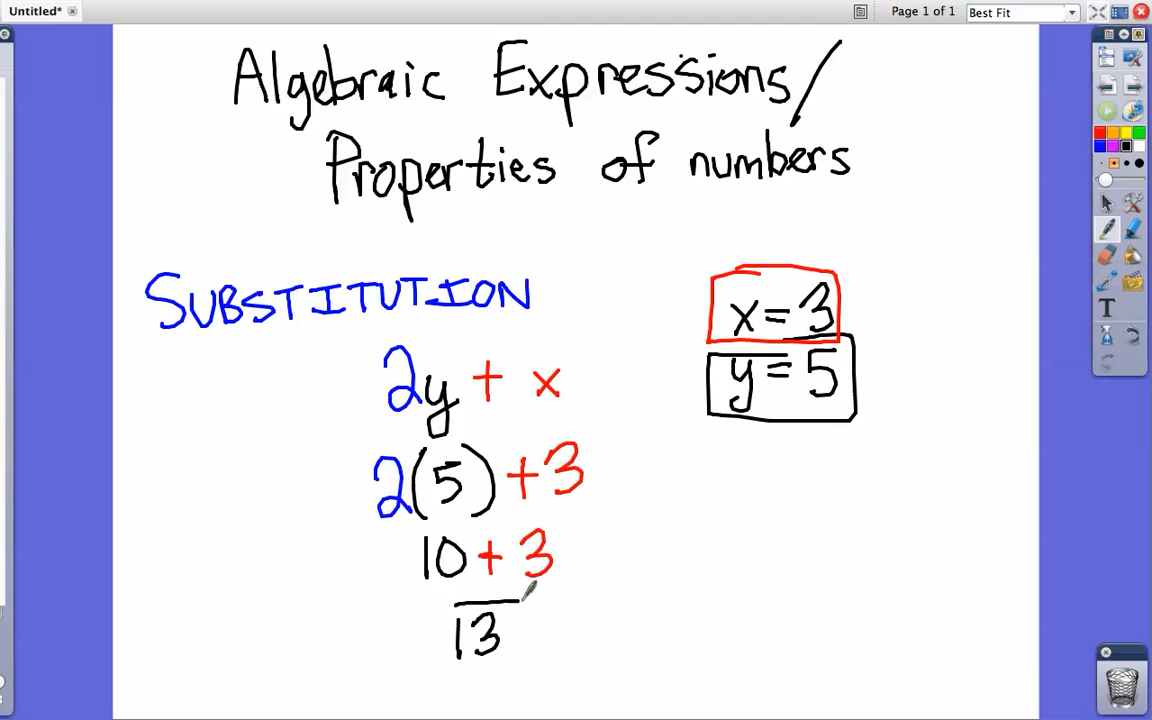 Untitled*
Page 1 of 1
Best Fit
Algebraic Expressions/
Properties of numbers
SUBSTITUTION
x = 3
y = 5
2y + x
2(5) + 3
10 + 3
13
T